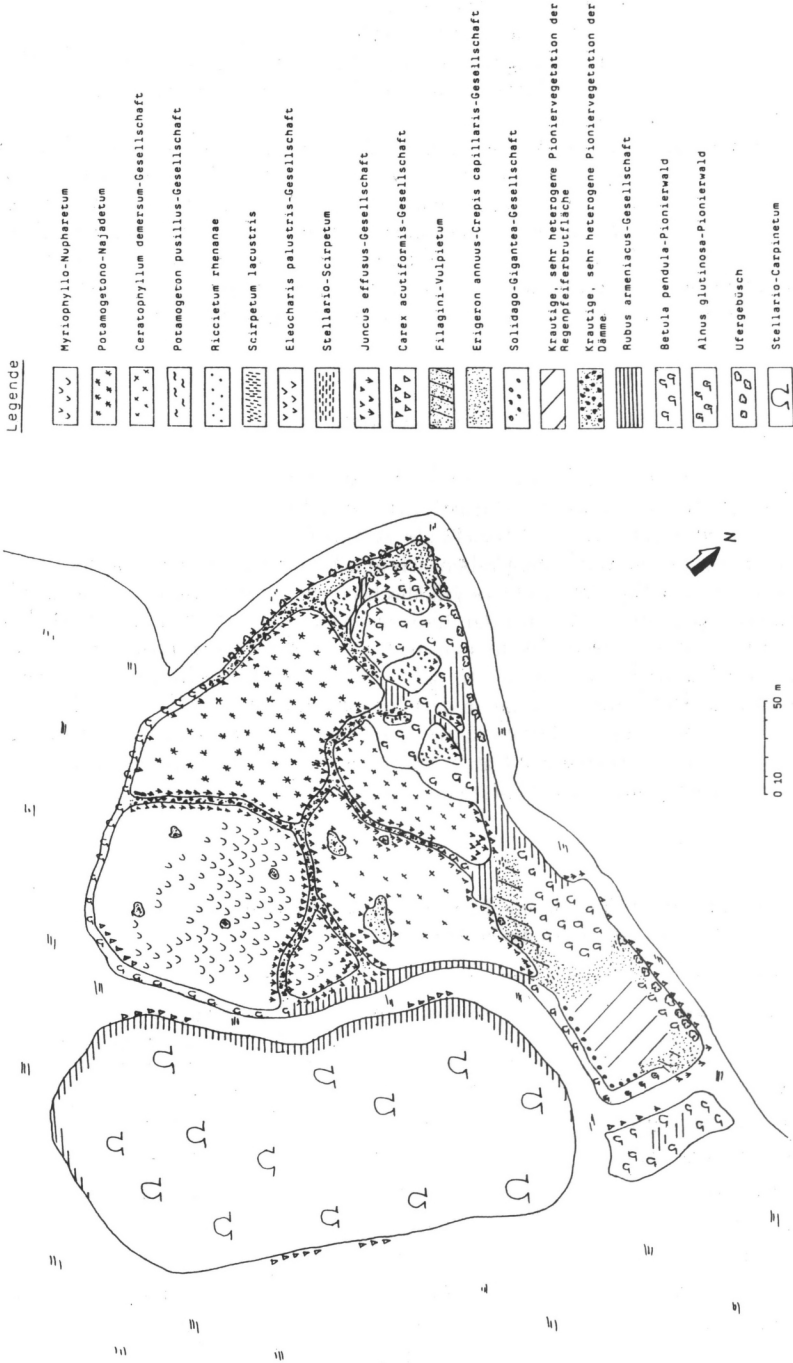 Legende
Myriophyllo-Nupharetum
Potamogetono-Najadetum
Ceratophyllum demersum-Gesellschaft
Potamogeton pusillus-Gesellschaft
Riccietum rhenanae
Scirpetum lacustris
Eleocharis palustris-Gesellschaft
Stellario-Scirpetum
Juncus effusus-Gesellschaft
Carex acutiformis-Gesellschaft
Filagini-Vulpietum
Erigeron annuus-Crepis capillaris-Gesellschaft
Solidago-Gigantea-Gesellschaft
Krautige, sehr heterogene Pioniervegetation der
Regenpfeiferbrutfläche
Krautige, sehr heterogene Pioniervegetation der
Dämme.
Rubus armeniacus-Gesellschaft
Betula pendula-Pionierwald
Alnus glutinosa-Pionierwald
Ufergebüsch
Stellario-Carpinetum
N
0 10 50 m